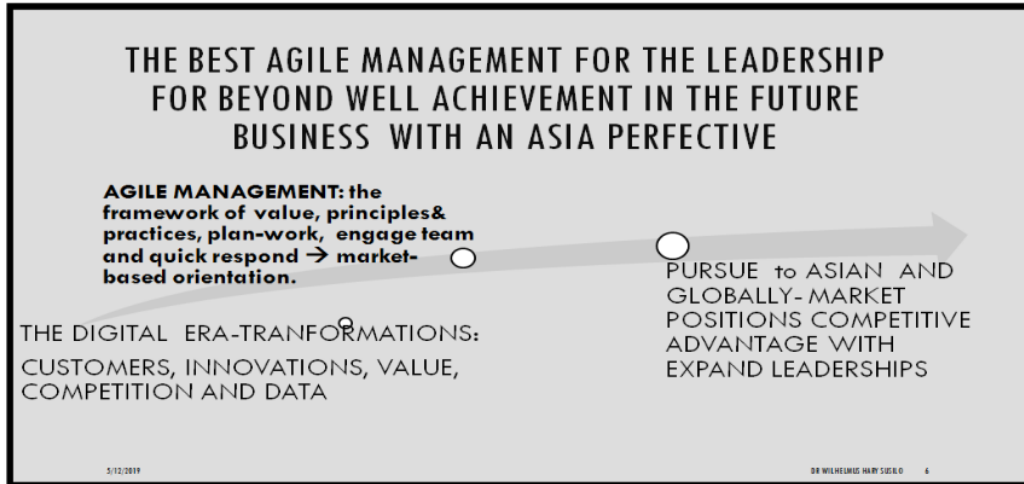 THE BEST AGILE MANAGEMENT FOR THE LEADERSHIP
FOR BEYOND WELL ACHIEVEMENT IN THE FUTURE
BUSINESS WITH AN ASIA PERFECTIVE
AGILE MANAGEMENT: the
framework of value, principles&
practices, plan-work, engage team
and quick respond → market-
based orientation.
THE DIGITAL ERA-TRANFORMATIONS:
CUSTOMERS, INNOVATIONS, VALUE,
COMPETITION AND DATA
PURSUE to ASIAN AND
GLOBALLY- MARKET
POSITIONS COMPETITIVE
ADVANTAGE WITH
EXPAND LEADERSHIPS
5/12/2019
DR WILHELMUS HARY SUSILO 6